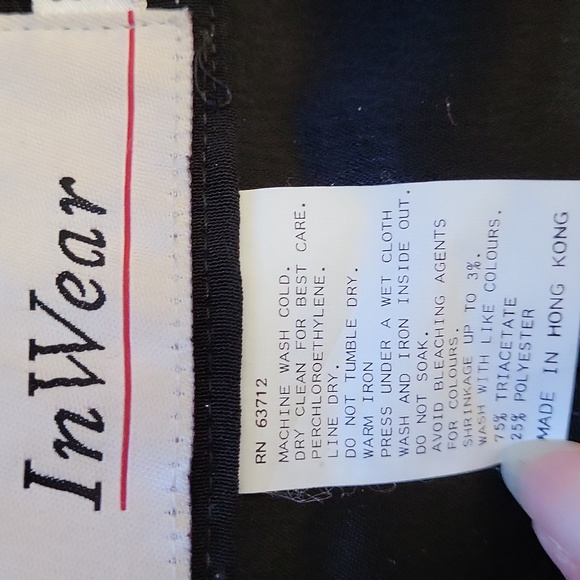 InWear
RN 63712
MACHINE WASH COLD.
DRY CLEAN FOR BEST CARE.
PERCHLOROETHYLENE.
LINE DRY.
DO NOT TUMBLE DRY.
WARM IRON
PRESS UNDER A WET CLOTH
WASH AND IRON INSIDE OUT.
DO NOT SOAK.
AVOID BLEACHING AGENTS
FOR COLOURS.
SHRINKAGE UP TO 3%.
WASH WITH LIKE COLOURS.
75% TRIACETATE
25% POLYESTER
MADE IN HONG KONG